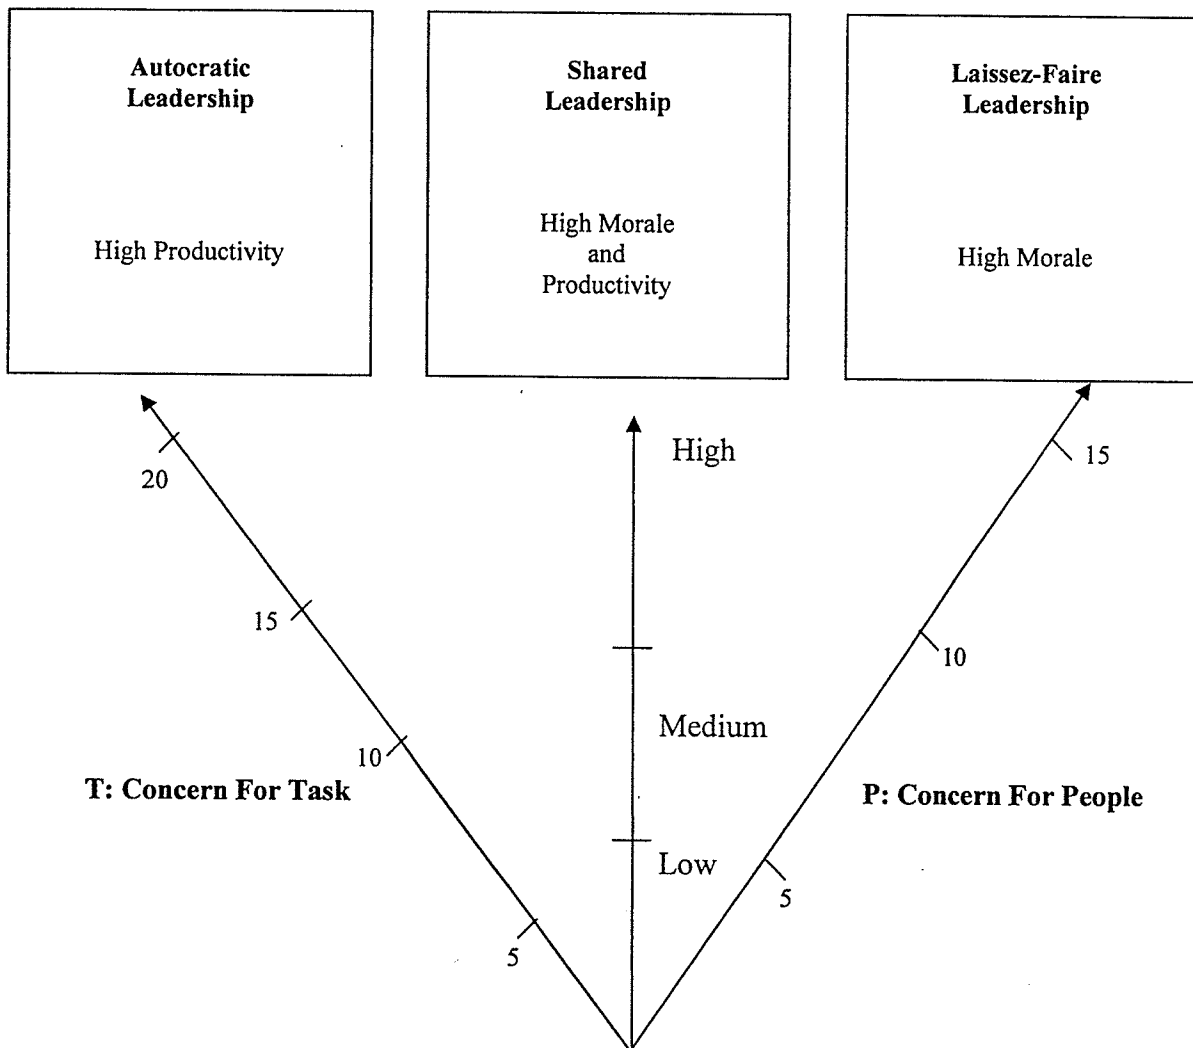 Autocratic
Leadership
High Productivity
Shared
Leadership
High Morale
and
Productivity
Laissez-Faire
Leadership
High Morale
20
15
10
5
T: Concern For Task
High
Medium
Low
15
10
5
P: Concern For People